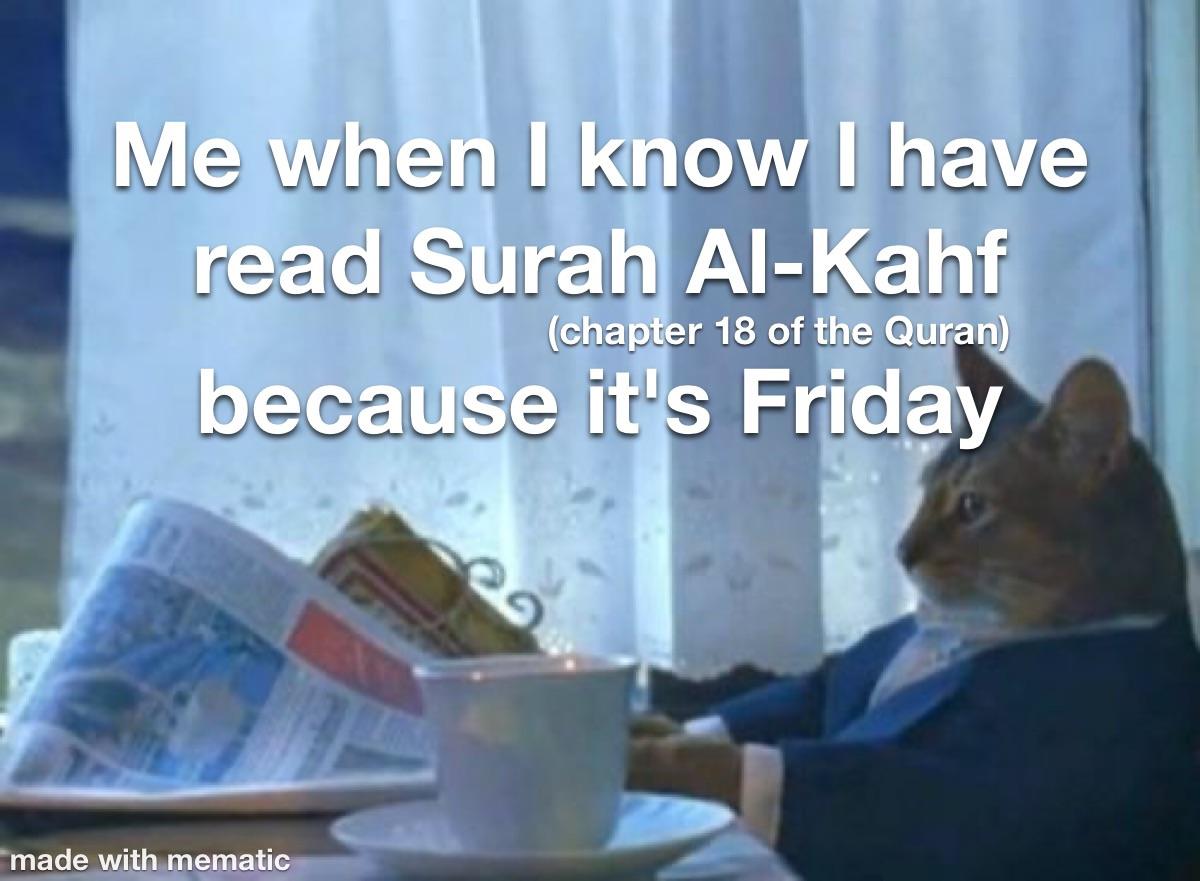 Me when I know I have
read Surah Al-Kahf
(chapter 18 of the Quran)
because it's Friday
made with mematic